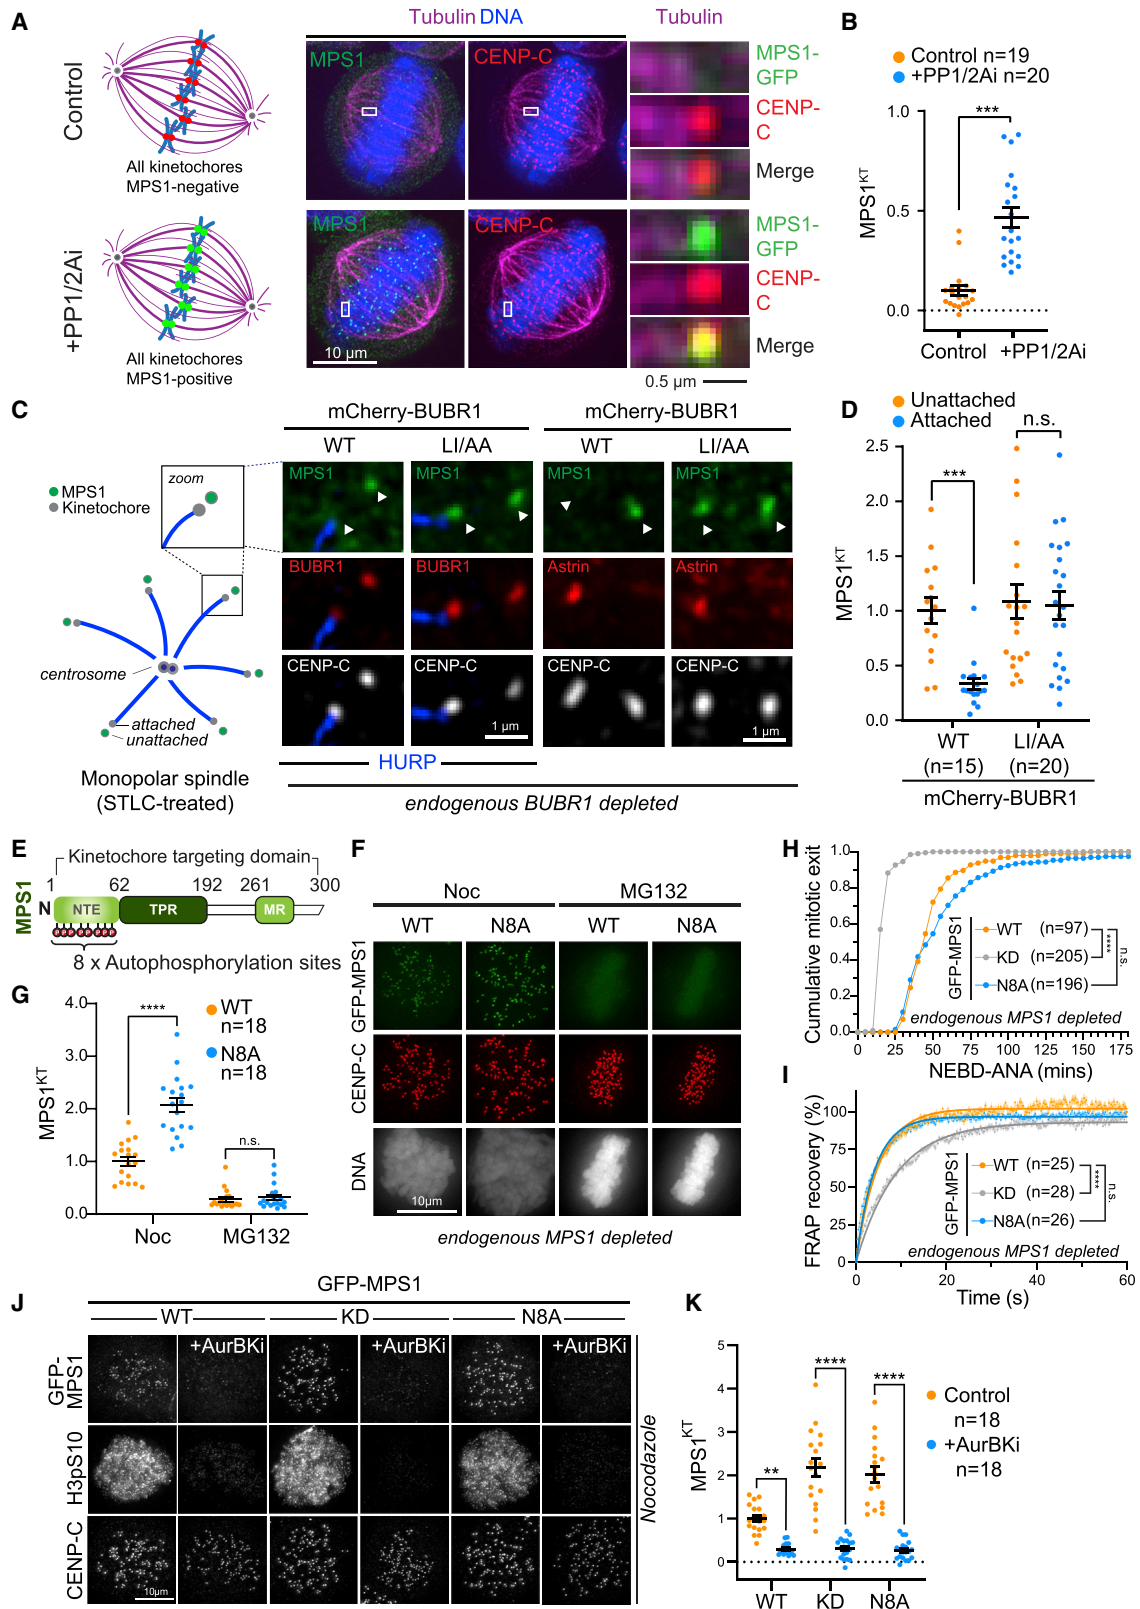 A
Control
All kinetochores
MPS1-negative
+PP1/2Ai
All kinetochores
MPS1-positive
Tubulin DNA
Tubulin
MPS1
CENP-C
MPS1-
GFP
CENP-
C
Merge
MPS1
CENP-C
MPS1-
GFP
CENP-
C
Merge
10 µm
0.5 µm
B
Control n=19
+PP1/2Ai n=20
***
MPS1KT
1.0
0.5
0.0
Control
+PP1/2Ai
C
MPS1
Kinetochore
zoom
centrosome
attached
unattached
Monopolar spindle
(STLC-treated)
mCherry-BUBR1
mCherry-BUBR1
WT
LI/AA
WT
LI/AA
MPS1
MPS1
MPS1
MPS1
BUBR1
BUBR1
Astrin
Astrin
CENP-C
CENP-C
CENP-C
CENP-C
1 µm
1 µm
HURP
endogenous BUBR1 depleted
D
Unattached
Attached
n.s.
***
MPS1KT
2.5
2.0
1.5
1.0
0.5
0.0
WT
(n=15)
LI/AA
(n=20)
mCherry-BUBR1
E
Kinetochore targeting domain
MPS1
1
62
192
261
300
N
NTE
TPR
MR
P P P P P P P P
8 x Autophosphorylation sites
F
Noc
MG132
WT
N8A
WT
N8A
GFP-MPS1
CENP-C
DNA
10µm
endogenous MPS1 depleted
G
WT
n=18
N8A
n=18
****
n.s.
MPS1KT
4.0
3.0
2.0
1.0
0.0
Noc
MG132
H
Cumulative mitotic exit
1.0
0.8
0.6
0.4
0.2
0.0
GFP-MPS1
WT (n=97)
KD (n=205)
N8A (n=196)
****
n.s.
endogenous MPS1 depleted
0 25 50 75 100 125 150 175
NEBD-ANA (mins)
I
FRAP recovery (%)
100
75
50
25
0
GFP-MPS1
WT (n=25)
KD (n=28)
N8A (n=26)
****
n.s.
endogenous MPS1 depleted
0 20 40 60
Time (s)
J
GFP-MPS1
WT
KD
N8A
+AurBKi
+AurBKi
+AurBKi
GFP-
MPS1
H3pS10
CENP-C
10µm
Nocodazole
K
MPS1KT
5
4
3
2
1
0
**
****
****
Control
n=18
+AurBKi
n=18
WT
KD
N8A